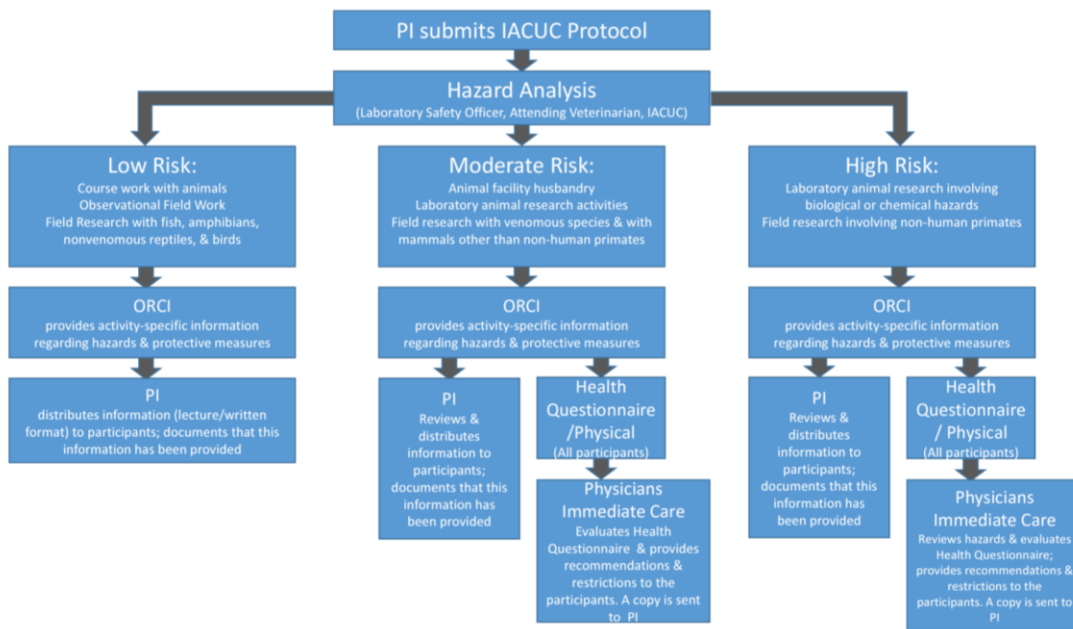 PI submits IACUC Protocol
Hazard Analysis
(Laboratory Safety Officer, Attending Veterinarian, IACUC)
Low Risk:
Course work with animals
Observational Field Work
Field Research with fish, amphibians,
nonvenomous reptiles, & birds
ORCI
provides activity-specific information
regarding hazards & protective measures
PI
distributes information (lecture/written
format) to participants; documents that this
information has been provided
Moderate Risk:
Animal facility husbandry
Laboratory animal research activities
Field research with venomous species & with
mammals other than non-human primates
ORCI
provides activity-specific information
regarding hazards & protective measures
PI
Reviews &
distributes
information to
participants;
documents that this
information has
been provided
Health
Questionnaire
/Physical
(All participants)
Physicians
Immediate Care
Evaluates Health
Questionnaire & provides
recommendations &
restrictions to the
participants. A copy is sent
to PI
High Risk:
Laboratory animal research involving
biological or chemical hazards
Field research involving non-human primates
ORCI
provides activity-specific information
regarding hazards & protective measures
PI
Reviews &
distributes
information to
participants;
documents that this
information has
been provided
Health
Questionnaire
/ Physical
(All participants)
Physicians
Immediate Care
Reviews hazards & evaluates
Health Questionnaire;
provides recommendations &
restrictions to the
participants. A copy is sent to
PI